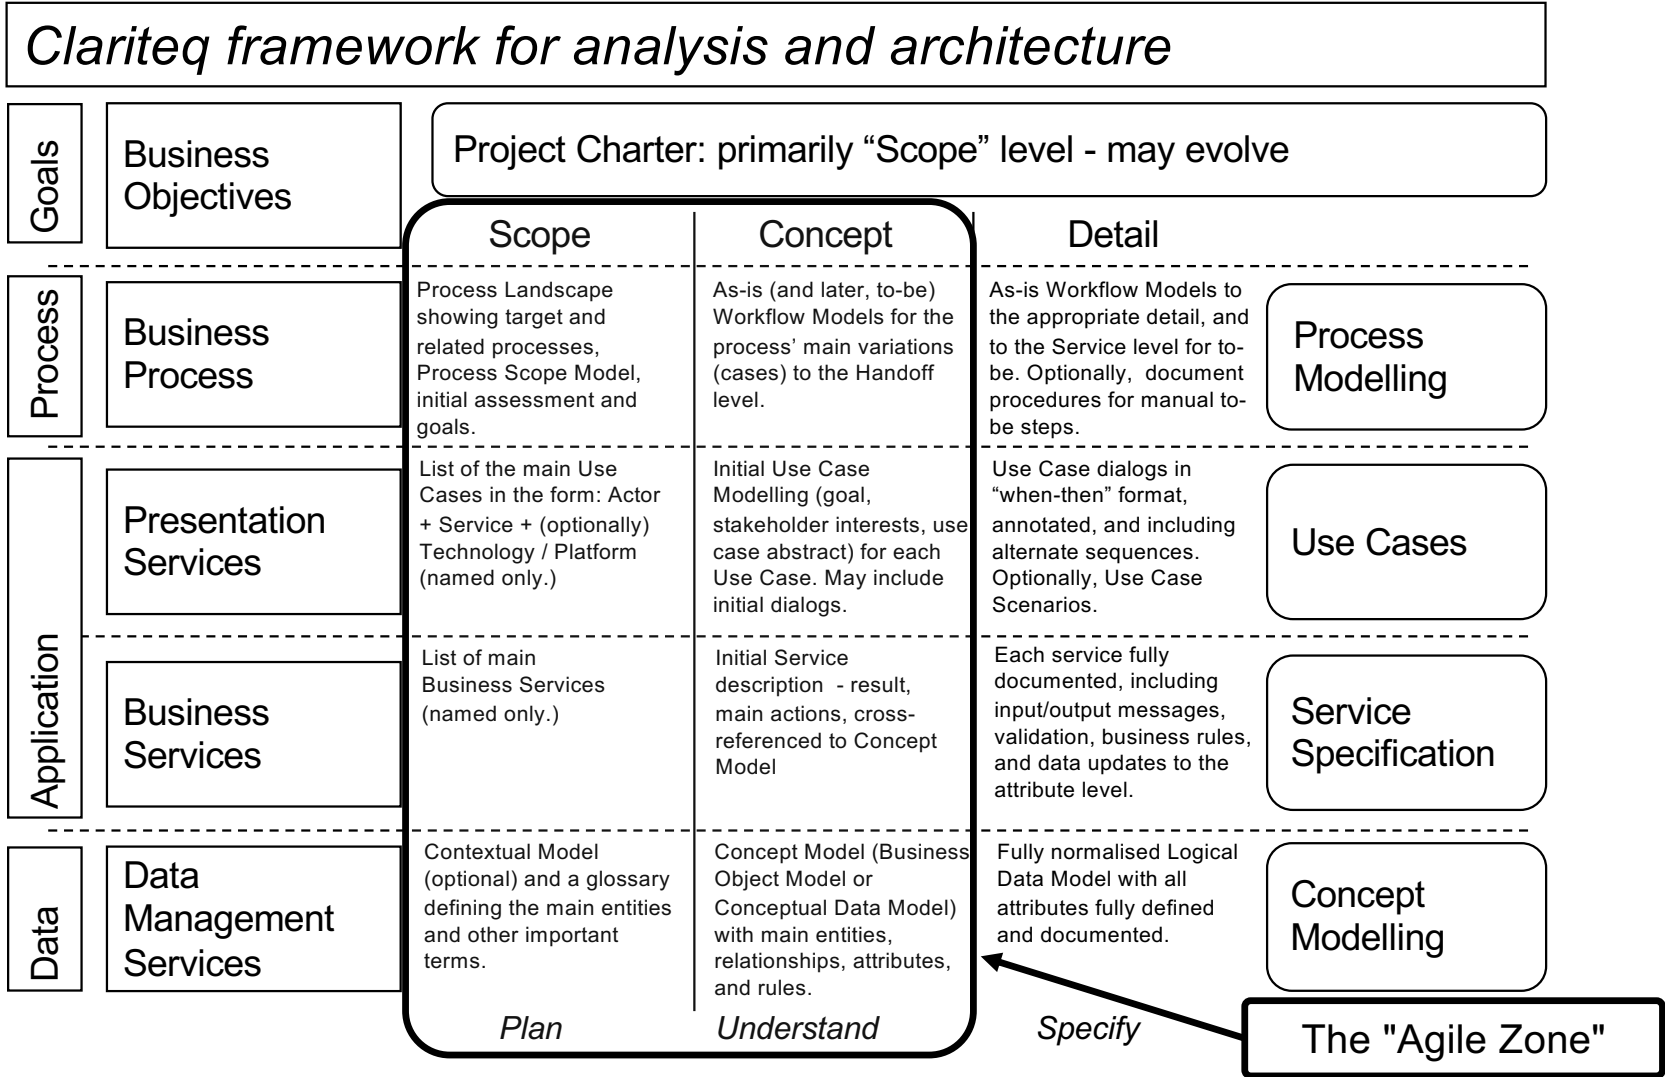 Clariteq framework for analysis and architecture
Goals
Business
Objectives
Project Charter: primarily “Scope” level - may evolve
Scope
Concept
Detail
Process
Business
Process
Process Landscape
showing target and
related processes,
Process Scope Model,
initial assessment and
goals.
As-is (and later, to-be)
Workflow Models for the
process’ main variations
(cases) to the Handoff
level.
As-is Workflow Models to
the appropriate detail, and
to the Service level for to-
be. Optionally,  document
procedures for manual to-
be steps.
Process
Modelling
Application
Presentation
Services
List of the main Use
Cases in the form: Actor
+ Service + (optionally)
Technology / Platform
(named only.)
Initial Use Case
Modelling (goal,
stakeholder interests, use
case abstract) for each
Use Case. May include
initial dialogs.
Use Case dialogs in
“when-then” format,
annotated, and including
alternate sequences.
Optionally, Use Case
Scenarios.
Use Cases
Business
Services
List of main
Business Services
(named only.)
Initial Service
description  - result,
main actions, cross-
referenced to Concept
Model
Each service fully
documented, including
input/output messages,
validation, business rules,
and data updates to the
attribute level.
Service
Specification
Data
Data
Management
Services
Contextual Model
(optional) and a glossary
defining the main entities
and other important
terms.
Concept Model (Business
Object Model or
Conceptual Data Model)
with main entities,
relationships, attributes,
and rules.
Fully normalised Logical
Data Model with all
attributes fully defined
and documented.
Concept
Modelling
Plan
Understand
Specify
The "Agile Zone"